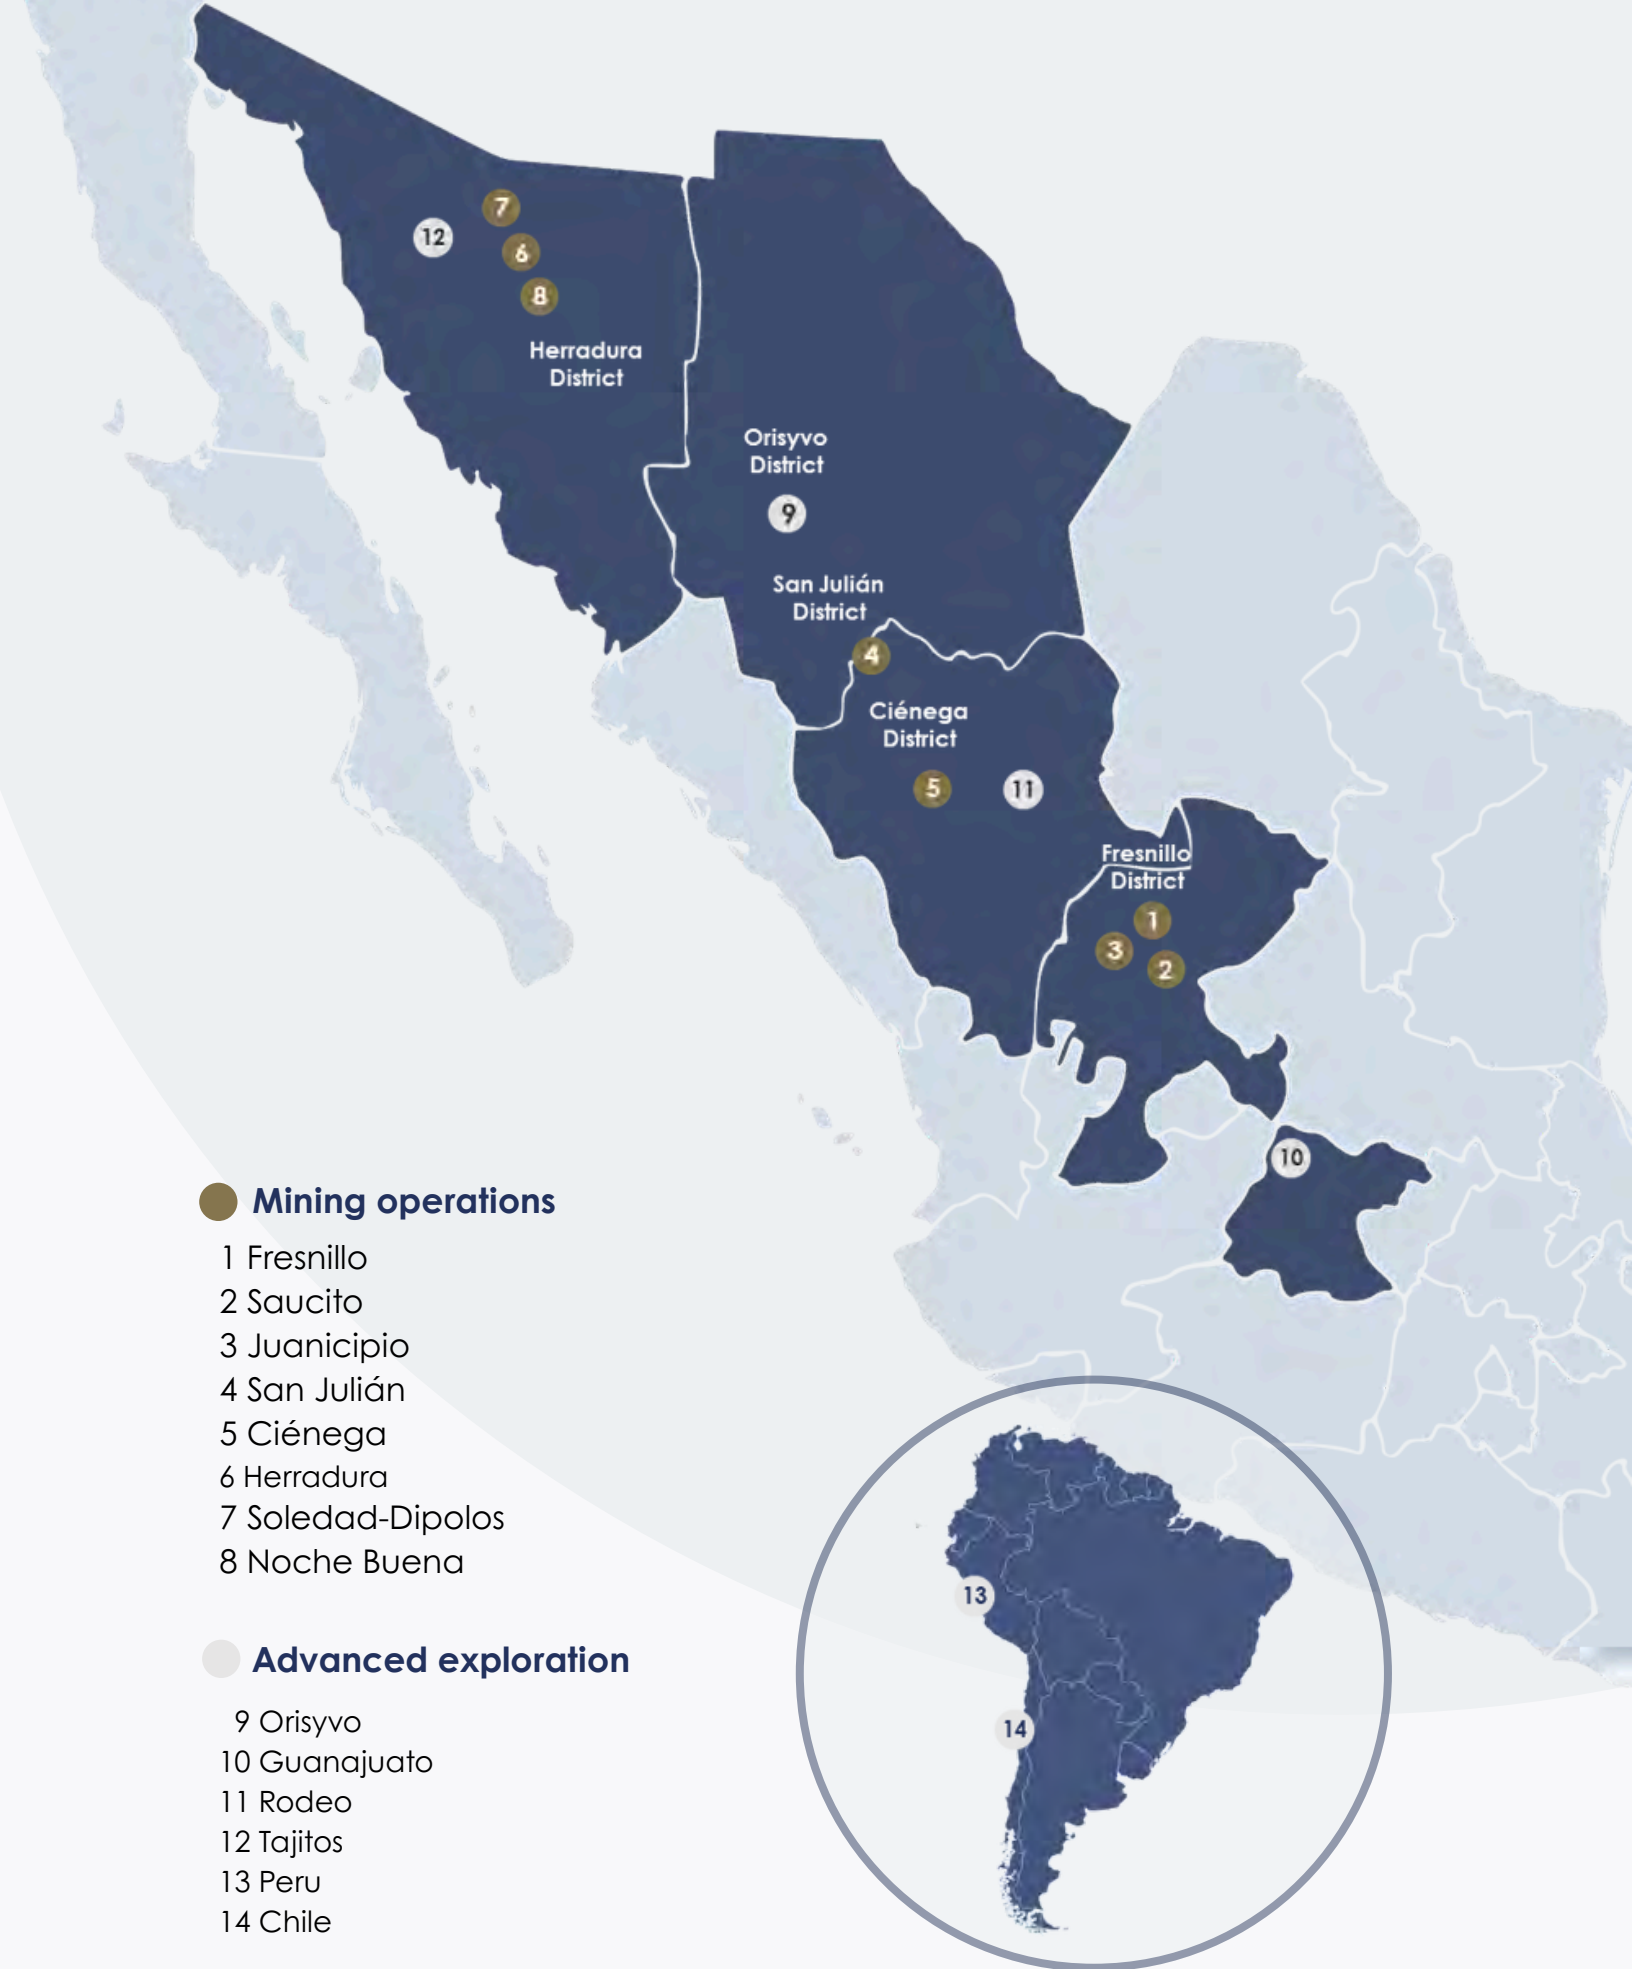 7
12
6
8
Herradura
District
Orisyvo
District
9
San Julián
District
4
Ciénega
District
5
11
Fresnillo
District
1
3
2
10
Mining operations
1 Fresnillo
2 Saucito
3 Juanicipio
4 San Julián
5 Ciénega
6 Herradura
7 Soledad-Dipolos
8 Noche Buena
Advanced exploration
9 Orisyvo
10 Guanajuato
11 Rodeo
12 Tajitos
13 Peru
14 Chile
13
14